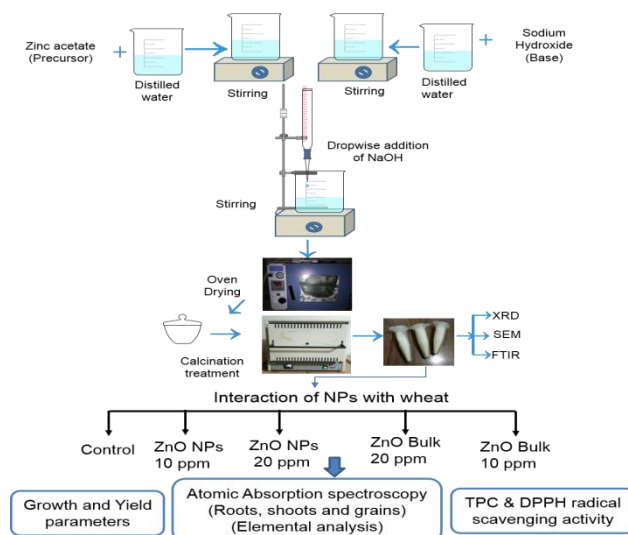 Zinc acetate
(Precursor)
+
Distilled
water
Stirring
Stirring
Distilled
water
+
Sodium
Hydroxide
(Base)
Dropwise addition
of NaOH
Stirring
Oven
Drying
Calcination
treatment
XRD
SEM
FTIR
Interaction of NPs with wheat
Control
ZnO NPs
10 ppm
ZnO NPs
20 ppm
ZnO Bulk
20 ppm
ZnO Bulk
10 ppm
Growth and Yield
parameters
Atomic Absorption spectroscopy
(Roots, shoots and grains)
(Elemental analysis)
TPC & DPPH radical
scavenging activity